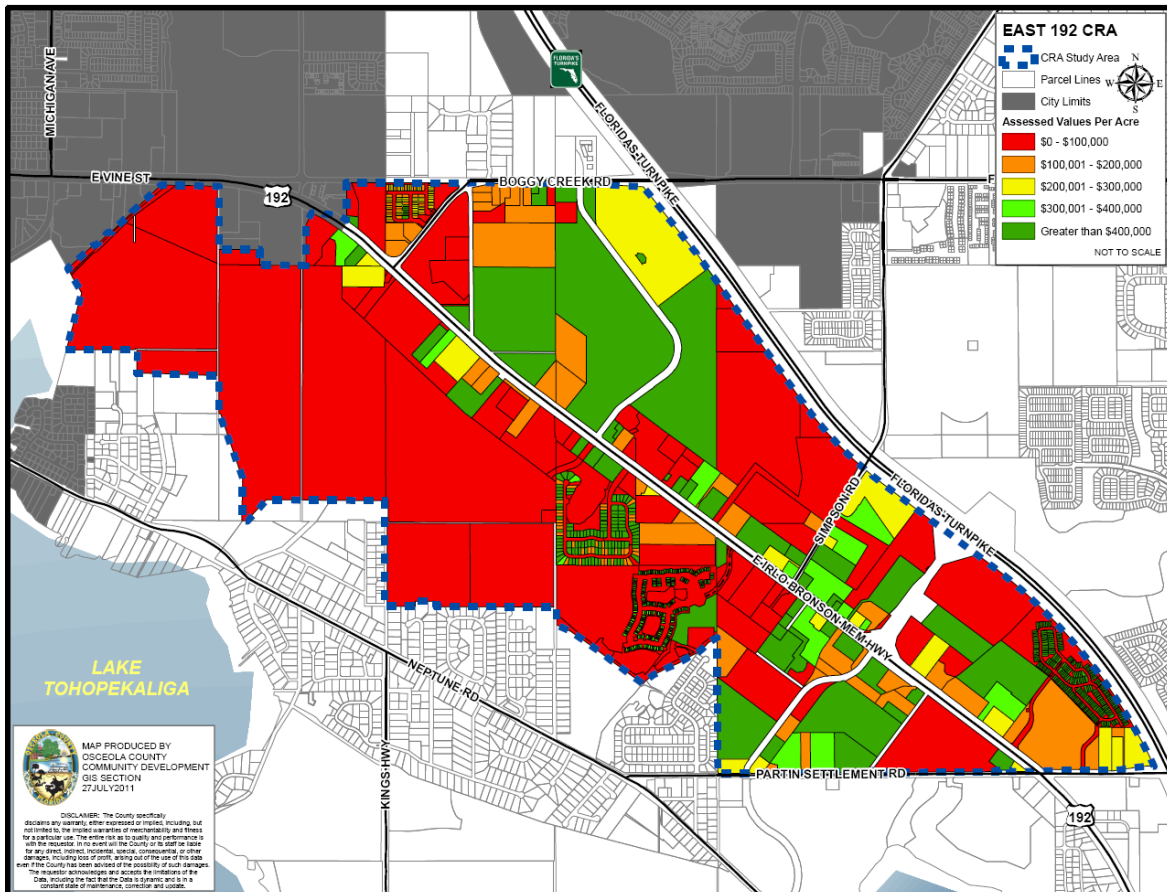 EAST 192 CRA
CRA Study Area
Parcel Lines
City Limits
Assessed Values Per Acre
$0 - $100,000
$100,001 - $200,000
$200,001 - $300,000
$300,001 - $400,000
Greater than $400,000
NOT TO SCALE
N
W
E
S
MICHIGAN AVE
FLORIDA'S
TURNPIKE
FLORIDAS-TURNPIKE
E VINE ST
192
BOGGY CREEK RD
F
FLORIDAS-TURNPIKE
SIMPSON RD
E-IRLO-BRONSON-MEM-HWY
LAKE
TOHOPEKALIGA
NEPTUNE RD
KINGS-HWY
PARTIN SETTLEMENT RD
192
MAP PRODUCED BY
OSCEOLA COUNTY
COMMUNITY DEVELOPMENT
GIS SECTION
27JULY2011
DISCLAIMER: The County specifically
disclaims any warranty, either expressed or implied, including, but
not limited to, the implied warranties of merchantability and fitness
for a particular use. The entire risk as to quality and performance is
with the requestor. In no event will the County or its staff be liable
for any direct, indirect, incidental, special, consequential, or other
damages, including loss of profit, arising out of the use of this data
even if the County has been advised of the possibility of such damages.
The requestor acknowledges and accepts the limitations of the
Data, including the fact that the Data is dynamic and is in a
constant state of maintenance, correction and update.